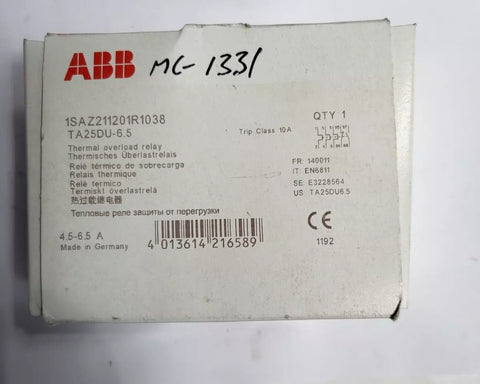 ABB MC-1331
1SAZ211201R1038
TA25DU-6.5
Thermal overload relay
Thermisches Überlastrelais
Relé térmico de sobrecarga
Relais thermique
Relé termico
Termiskt överlastrelä
热过载继电器
Тепловые реле защиты от перегрузки
4,5-6,5 A
Made in Germany
4 013614 216589
Trip Class 10A
QTY 1
FR: 140011
IT: EN6811
SE: E3228564
US: TA25DU6.5
CE
1192